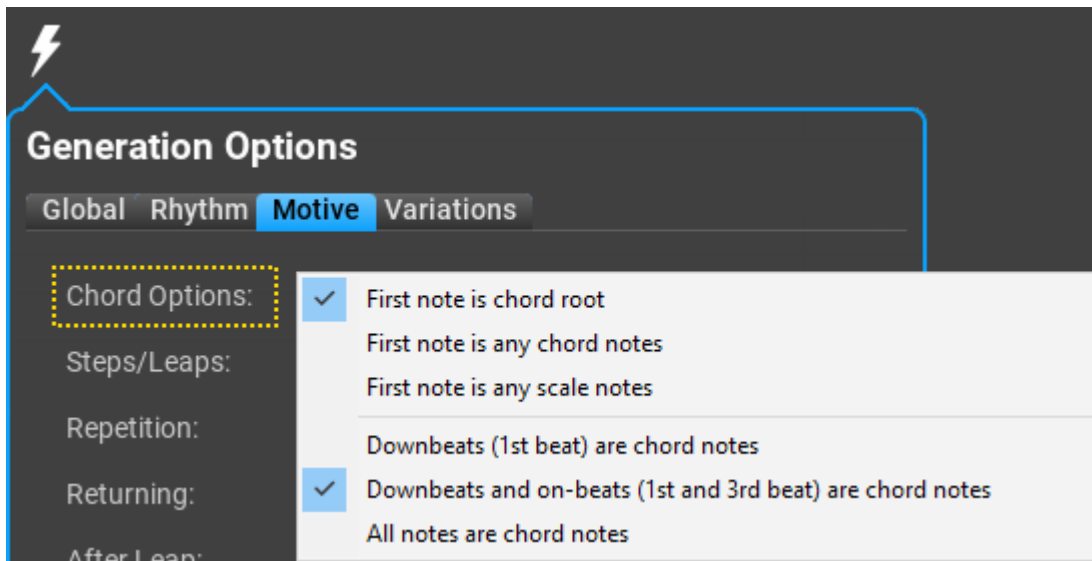 Generation Options
Global Rhythm Motive Variations
Chord Options:
First note is chord root
First note is any chord notes
Steps/Leaps:
First note is any scale notes
Repetition:
Downbeats (1st beat) are chord notes
Returning:
Downbeats and on-beats (1st and 3rd beat) are chord notes
All notes are chord notes
After Leap: